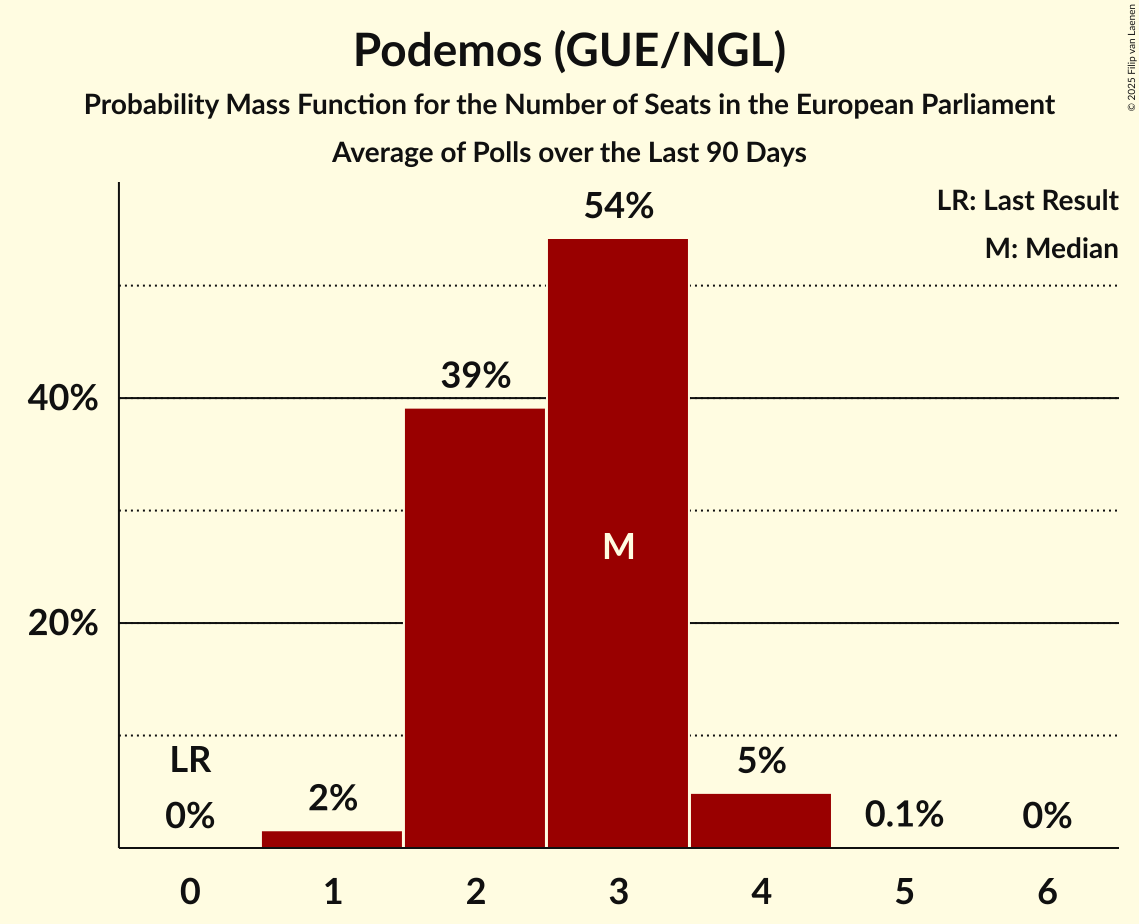 Podemos (GUE/NGL)
Probability Mass Function for the Number of Seats in the European Parliament
Average of Polls over the Last 90 Days
© 2025 Filip van Laenen
LR: Last Result
M: Median
54%
39%
40%
M
20%
LR
0%
2%
5%
0.1%
0%
0 1 2 3 4 5 6